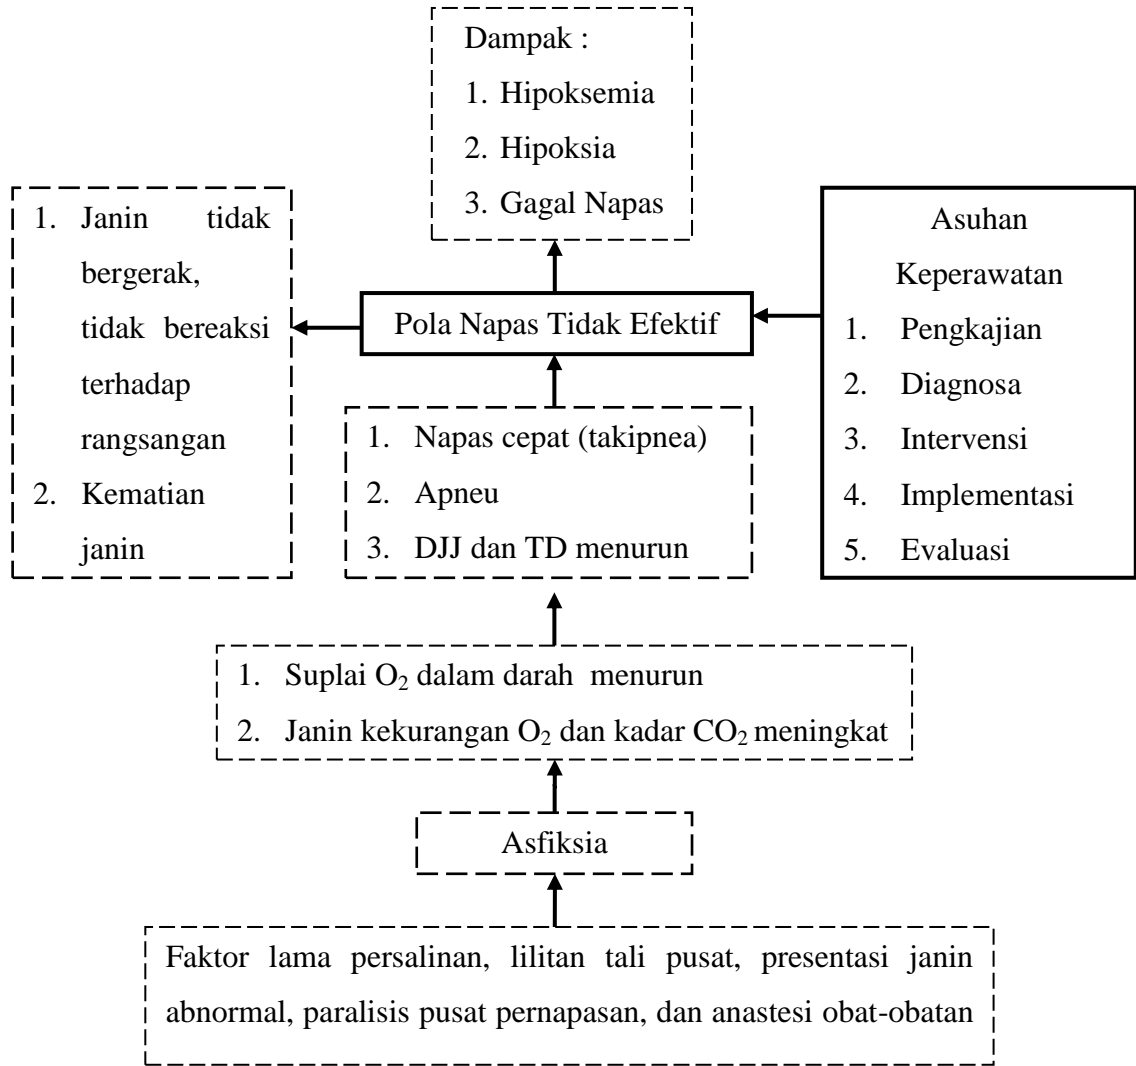 Dampak :
1. Hipoksemia
2. Hipoksia
3. Gagal Napas
1. Janin tidak
bergerak,
tidak bereaksi
terhadap
rangsangan
2. Kematian
janin
Pola Napas Tidak Efektif
Asuhan
Keperawatan
1. Pengkajian
2. Diagnosa
3. Intervensi
4. Implementasi
5. Evaluasi
1. Napas cepat (takipnea)
2. Apneu
3. DJJ dan TD menurun
1. Suplai O₂ dalam darah menurun
2. Janin kekurangan O₂ dan kadar CO₂ meningkat
Asfiksia
Faktor lama persalinan, lilitan tali pusat, presentasi janin
abnormal, paralisis pusat pernapasan, dan anastesi obat-obatan